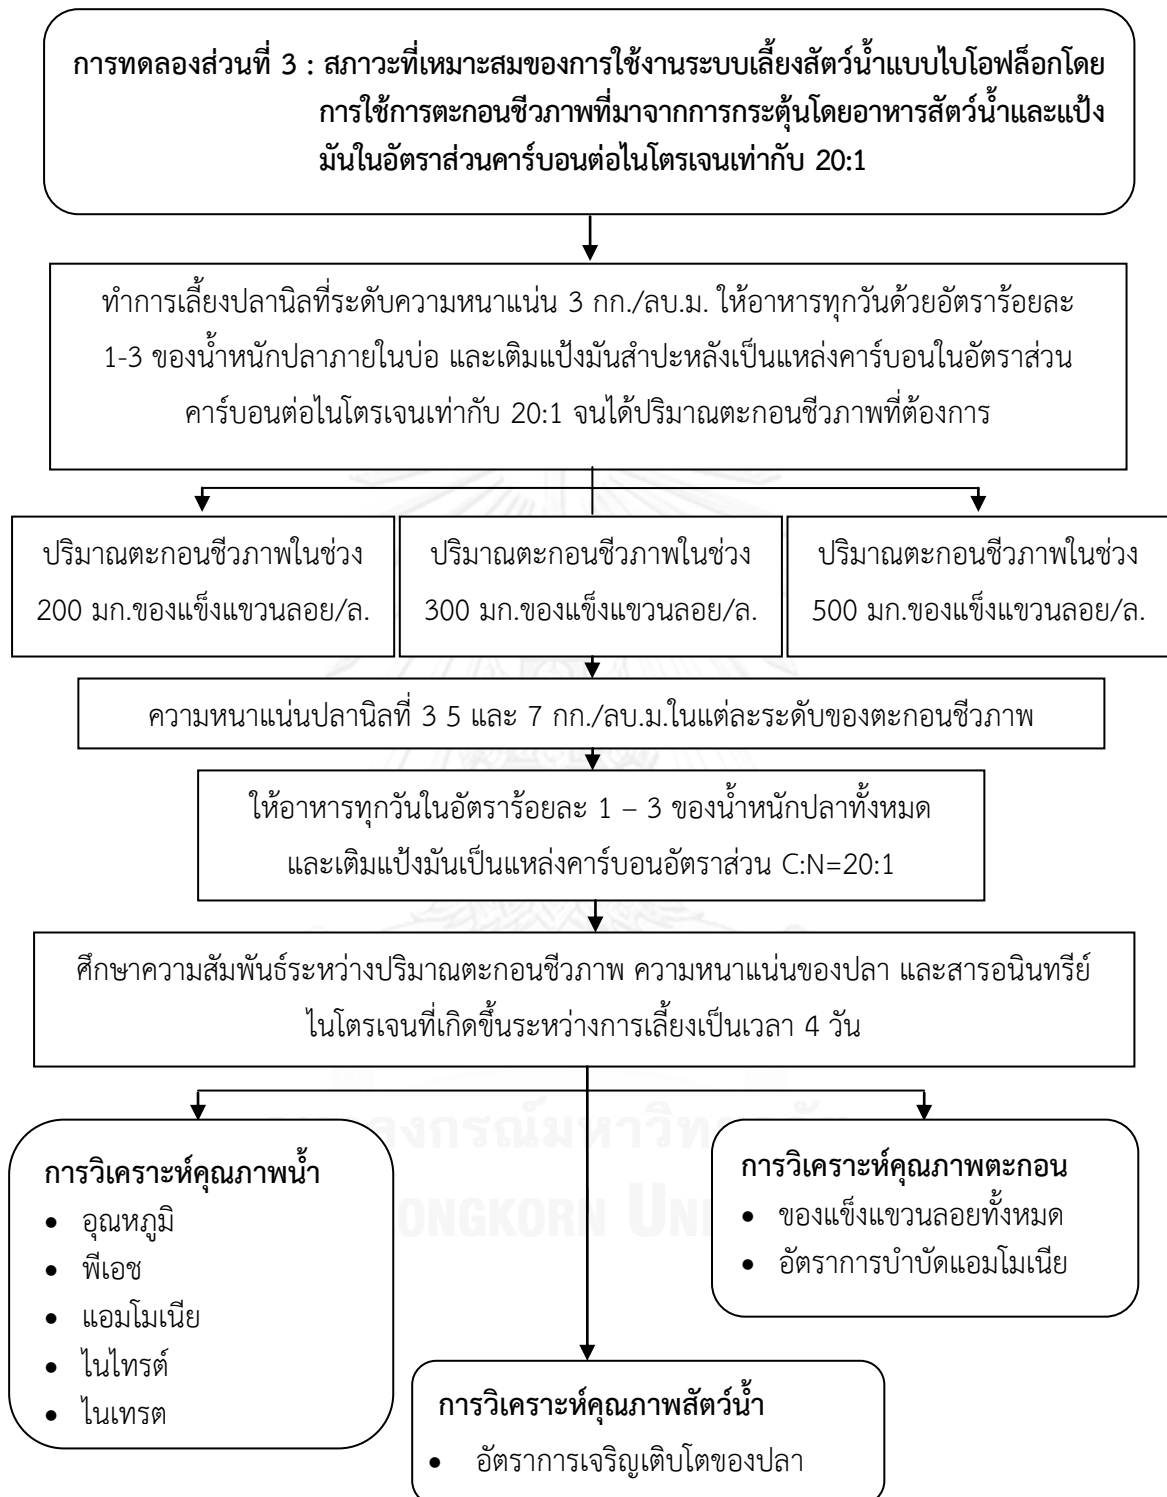 การทดลองส่วนที่ 3 : สภาวะที่เหมาะสมของการใช้งานระบบเลี้ยงสัตว์น้ำแบบไบโอฟล็อกโดย
การใช้การตะกอนชีวภาพที่มาจากการกระตุ้นโดยอาหารสัตว์น้ำและแป้ง
มันในอัตราส่วนคาร์บอนต่อไนโตรเจนเท่ากับ 20:1
ทำการเลี้ยงปลานิลที่ระดับความหนาแน่น 3 กก./ลบ.ม. ให้อาหารทุกวันด้วยอัตราร้อยละ
1-3 ของน้ำหนักปลาภายในบ่อ และเติมแป้งมันสำปะหลังเป็นแหล่งคาร์บอนในอัตราส่วน
คาร์บอนต่อไนโตรเจนเท่ากับ 20:1 จนได้ปริมาณตะกอนชีวภาพที่ต้องการ
ปริมาณตะกอนชีวภาพในช่วง
200 มก.ของแข็งแขวนลอย/ล.
ปริมาณตะกอนชีวภาพในช่วง
300 มก.ของแข็งแขวนลอย/ล.
ปริมาณตะกอนชีวภาพในช่วง
500 มก.ของแข็งแขวนลอย/ล.
ความหนาแน่นปลานิลที่ 3 5 และ 7 กก./ลบ.ม.ในแต่ละระดับของตะกอนชีวภาพ
ให้อาหารทุกวันในอัตราร้อยละ 1 – 3 ของน้ำหนักปลาทั้งหมด
และเติมแป้งมันเป็นแหล่งคาร์บอนอัตราส่วน C:N=20:1
ศึกษาความสัมพันธ์ระหว่างปริมาณตะกอนชีวภาพ ความหนาแน่นของปลา และสารอนินทรีย์
ไนโตรเจนที่เกิดขึ้นระหว่างการเลี้ยงเป็นเวลา 4 วัน
การวิเคราะห์คุณภาพน้ำ
• อุณหภูมิ
• พีเอช
• แอมโมเนีย
• ไนไทรต์
• ไนเทรต
การวิเคราะห์คุณภาพตะกอน
• ของแข็งแขวนลอยทั้งหมด
• อัตราการบำบัดแอมโมเนีย
การวิเคราะห์คุณภาพสัตว์น้ำ
• อัตราการเจริญเติบโตของปลา